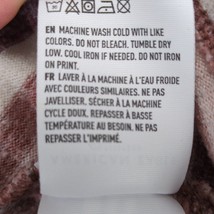 EN MACHINE WASH COLD WITH LIKE
COLORS. DO NOT BLEACH. TUMBLE DRY
LOW. COOL IRON IF NEEDED. DO NOT IRON
ON PRINT.
FR LAVER À LA MACHINE À L'EAU FROIDE
AVEC COULEURS SIMILAIRES. NE PAS
JAVELLISER. SÉCHER À LA MACHINE
CYCLE DOUX. REPASSER À BASSE
TEMPÉRATURE AU BESOIN. NE PAS
REPASSER L'IMPRIMÉ.